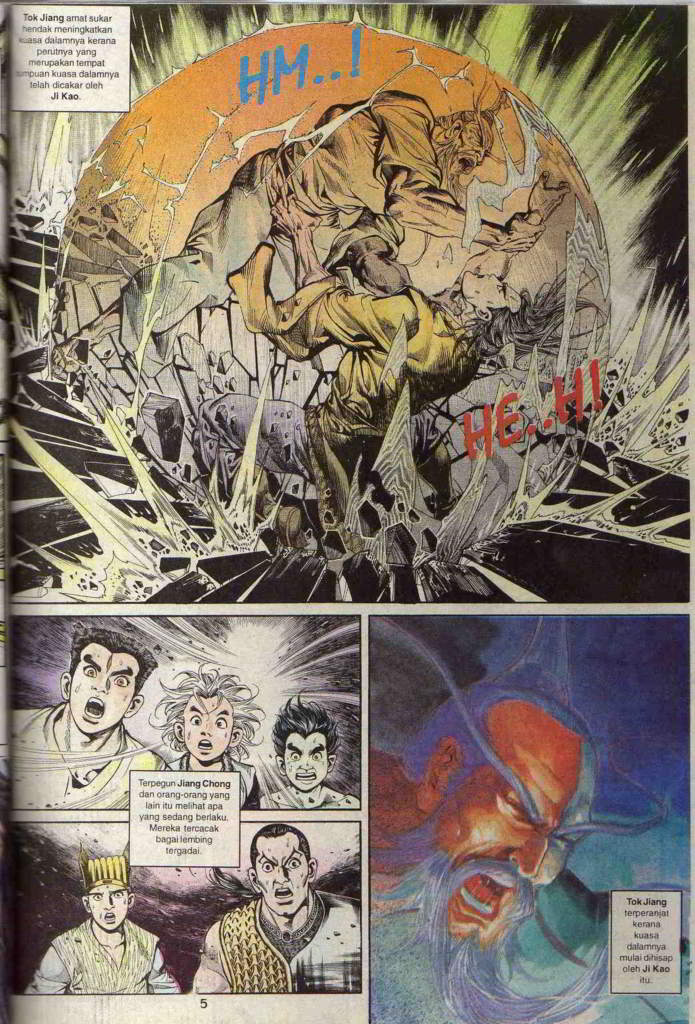 Tok Jiang amat sukar
hendak meningkatkan
kuasa dalamnya kerana
perutnya yang
merupakan tempat
simpuan kuasa dalamnya
telah dicakar oleh
Ji Kao.
HM..!
HE..HI!
Terpegun Jiang Chong
dan orang-orang yang
lain itu melihat apa
yang sedang berlaku.
Mereka tercacak
bagai lembing
tergadai.
Tok Jiang
terperanjat
kerana
kuasa
dalamnya
mulai dihisap
oleh Ji Kao
itu.
5